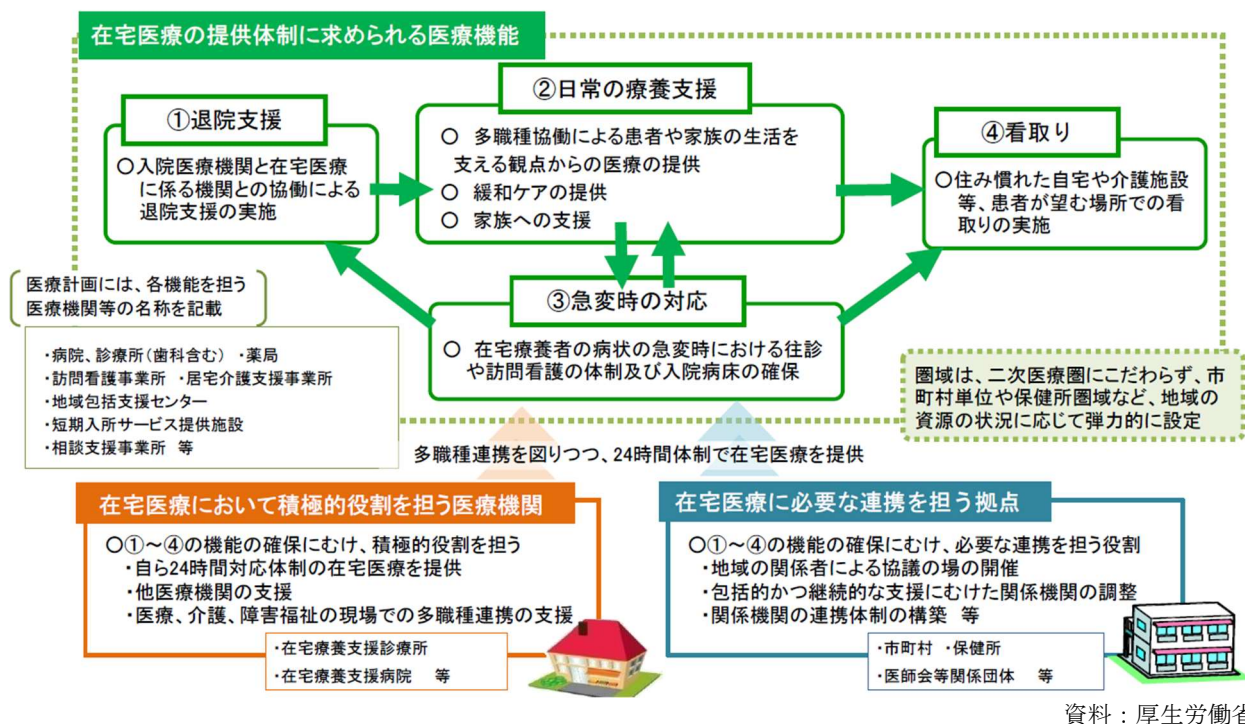 在宅医療の提供体制に求められる医療機能
①退院支援
○入院医療機関と在宅医療
に係る機関との協働による
退院支援の実施
②日常の療養支援
○ 多職種協働による患者や家族の生活を
支える観点からの医療の提供
○ 緩和ケアの提供
○ 家族への支援
④看取り
○住み慣れた自宅や介護施設
等、患者が望む場所での看
取りの実施
③急変時の対応
○ 在宅療養者の病状の急変時における往診
や訪問看護の体制及び入院病床の確保
医療計画には、各機能を担う
医療機関等の名称を記載
・病院、診療所(歯科含む) ・薬局
・訪問看護事業所 ・居宅介護支援事業所
・地域包括支援センター
・短期入所サービス提供施設
・相談支援事業所 等
圏域は、二次医療圏にこだわらず、市
町村単位や保健所圏域など、地域の
資源の状況に応じて弾力的に設定
多職種連携を図りつつ、24時間体制で在宅医療を提供
在宅医療において積極的役割を担う医療機関
○①~④の機能の確保にむけ、積極的役割を担う
・自ら24時間対応体制の在宅医療を提供
・他医療機関の支援
・医療、介護、障害福祉の現場での多職種連携の支援
・在宅療養支援診療所
・在宅療養支援病院 等
在宅医療に必要な連携を担う拠点
○①~④の機能の確保にむけ、必要な連携を担う役割
・地域の関係者による協議の場の開催
・包括的かつ継続的な支援にむけた関係機関の調整
・関係機関の連携体制の構築 等
・市町村 ・保健所
・医師会等関係団体 等
資料:厚生労働省